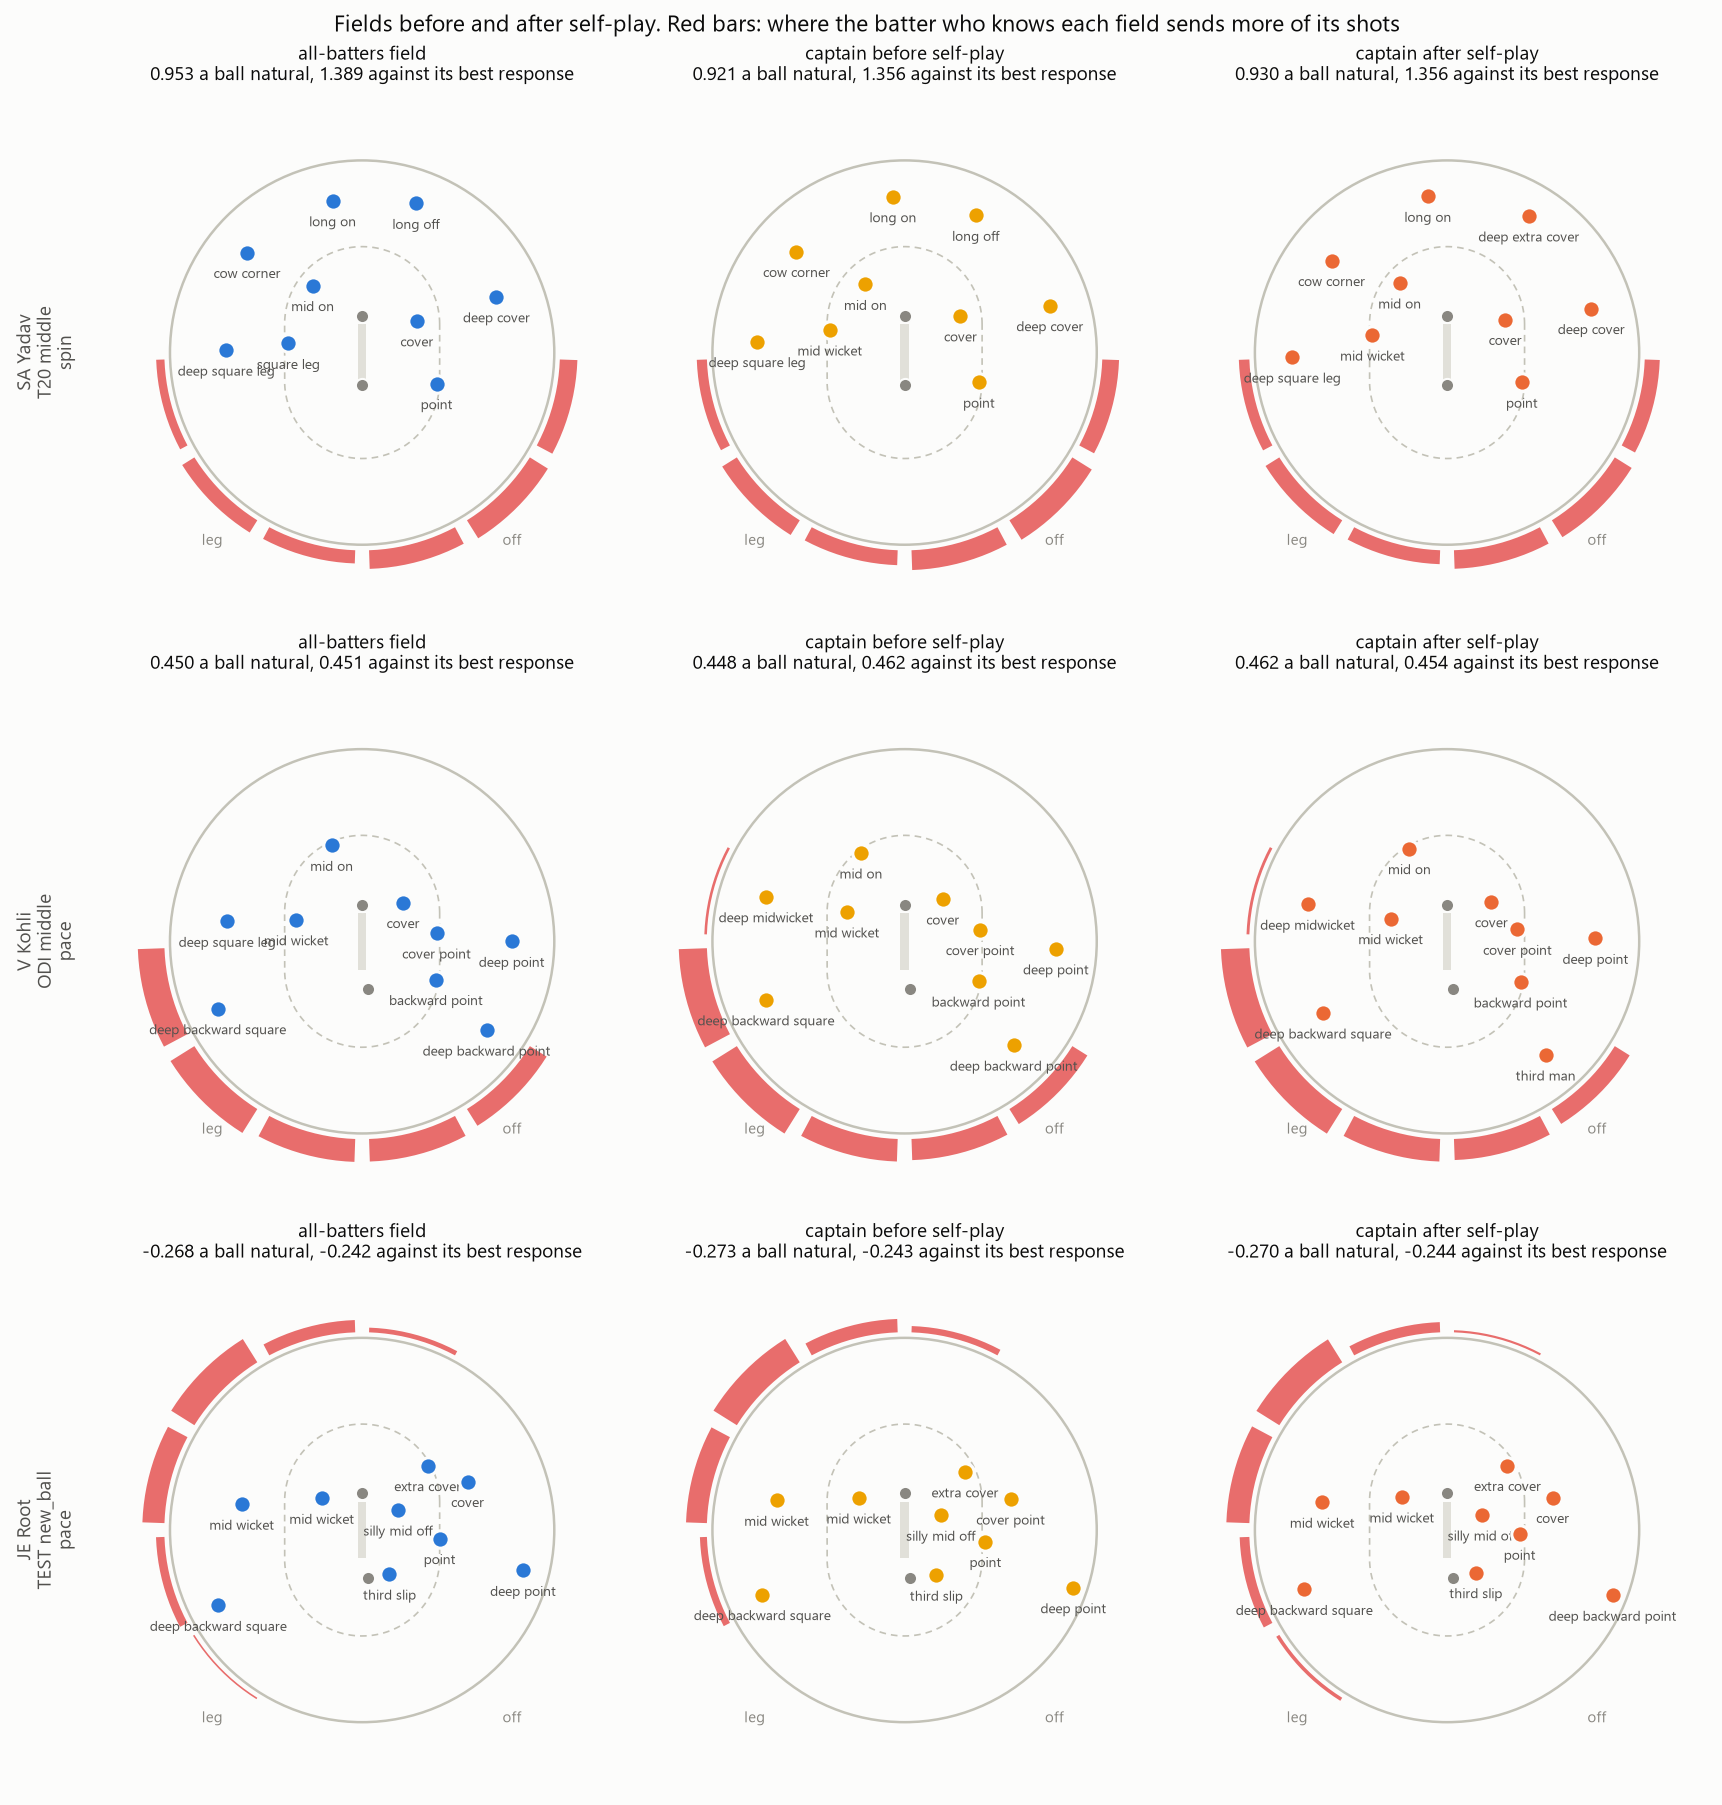 Fields before and after self-play. Red bars: where the batter who knows each field sends more of its shots
all-batters field
0.953 a ball natural, 1.389 against its best response
captain before self-play
0.921 a ball natural, 1.356 against its best response
captain after self-play
0.930 a ball natural, 1.356 against its best response
SA Yadav
T20 middle
spin
long on
long off
cow corner
mid on
deep cover
cover
square leg
deep square leg
point
leg
off
long on
long off
cow corner
mid on
deep cover
cover
mid wicket
deep square leg
point
leg
off
long on
deep extra cover
cow corner
mid on
deep cover
cover
mid wicket
deep square leg
point
leg
off
all-batters field
0.450 a ball natural, 0.451 against its best response
captain before self-play
0.448 a ball natural, 0.462 against its best response
captain after self-play
0.462 a ball natural, 0.454 against its best response
V Kohli
ODI middle
pace
mid on
cover
deep square leg
mid wicket
cover point
deep point
backward point
deep backward square
deep backward point
leg
off
mid on
deep midwicket
cover
mid wicket
cover point
deep point
backward point
deep backward square
deep backward point
leg
off
mid on
deep midwicket
cover
mid wicket
cover point
deep point
backward point
deep backward square
third man
leg
off
all-batters field
-0.268 a ball natural, -0.242 against its best response
captain before self-play
-0.273 a ball natural, -0.243 against its best response
captain after self-play
-0.270 a ball natural, -0.244 against its best response
JE Root
TEST new_ball
pace
extra cover
cover
mid wicket
mid wicket
silly mid off
point
third slip
deep point
deep backward square
leg
off
extra cover
cover point
mid wicket
mid wicket
silly mid off
point
third slip
deep point
deep backward square
leg
off
extra cover
cover
mid wicket
mid wicket
silly mid off
point
third slip
deep backward square
deep backward point
leg
off